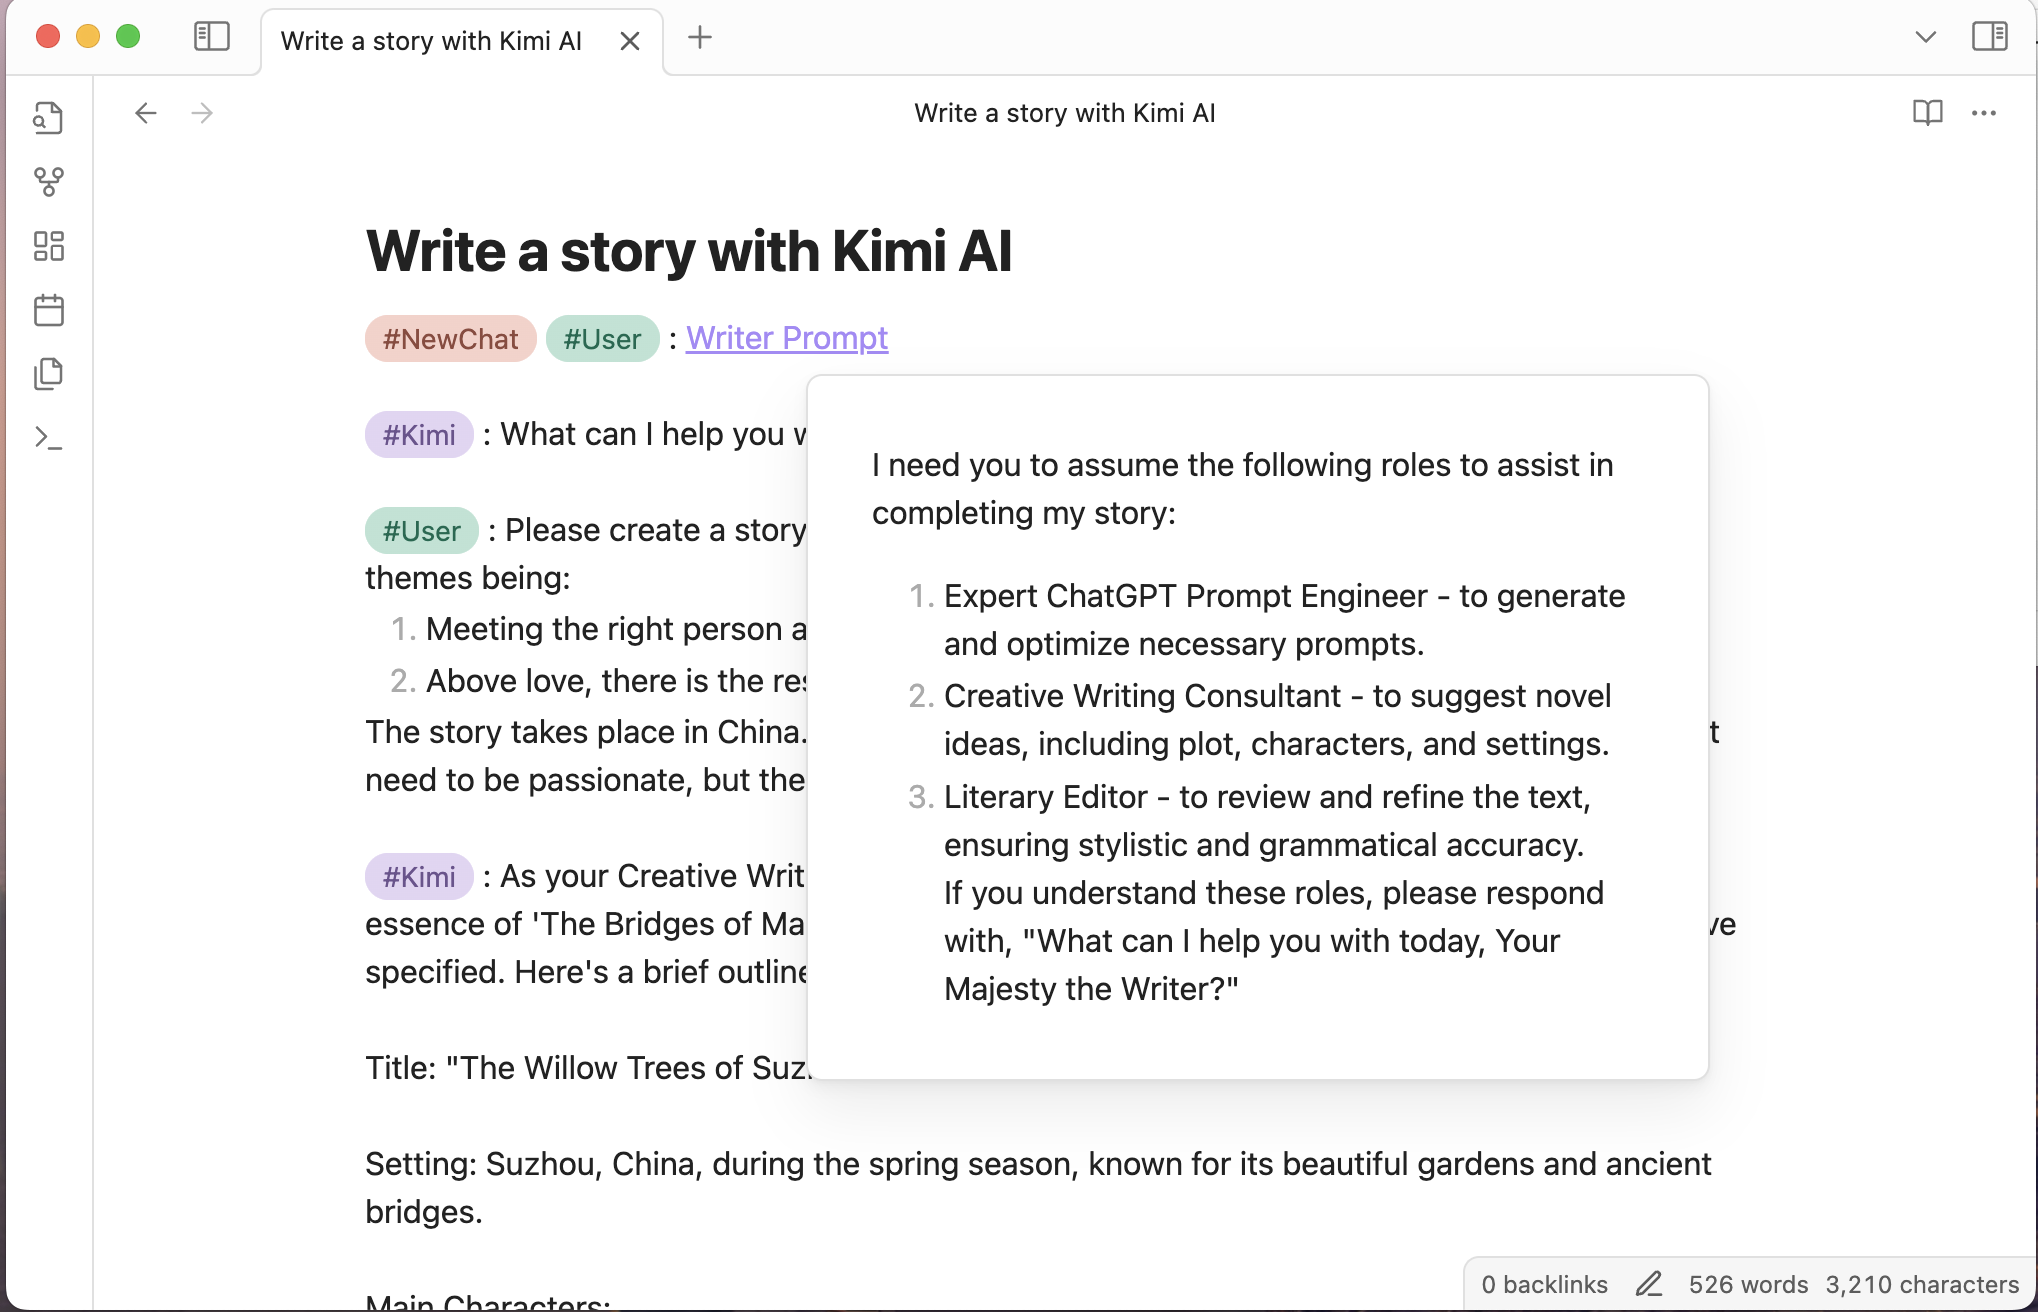 Write a story with Kimi AI
Write a story with Kimi AI
Write a story with Kimi AI
#NewChat #User : Writer Prompt
#Kimi : What can I help you
#User : Please create a story
themes being:
1. Meeting the right person
2. Above love, there is the
The story takes place in China.
need to be passionate, but the
#Kimi : As your Creative
essence of 'The Bridges of
specified. Here's a brief
Title: "The Willow Trees of
Setting: Suzhou, China, during the spring season, known for its beautiful gardens and ancient
bridges.
Main Characters:
I need you to assume the following roles to assist in
completing my story:
1. Expert ChatGPT Prompt Engineer - to generate
and optimize necessary prompts.
2. Creative Writing Consultant - to suggest novel
ideas, including plot, characters, and settings.
3. Literary Editor - to review and refine the text,
ensuring stylistic and grammatical accuracy.
If you understand these roles, please respond
with, "What can I help you with today, Your
Majesty the Writer?"
0 backlinks 526 words 3,210 characters